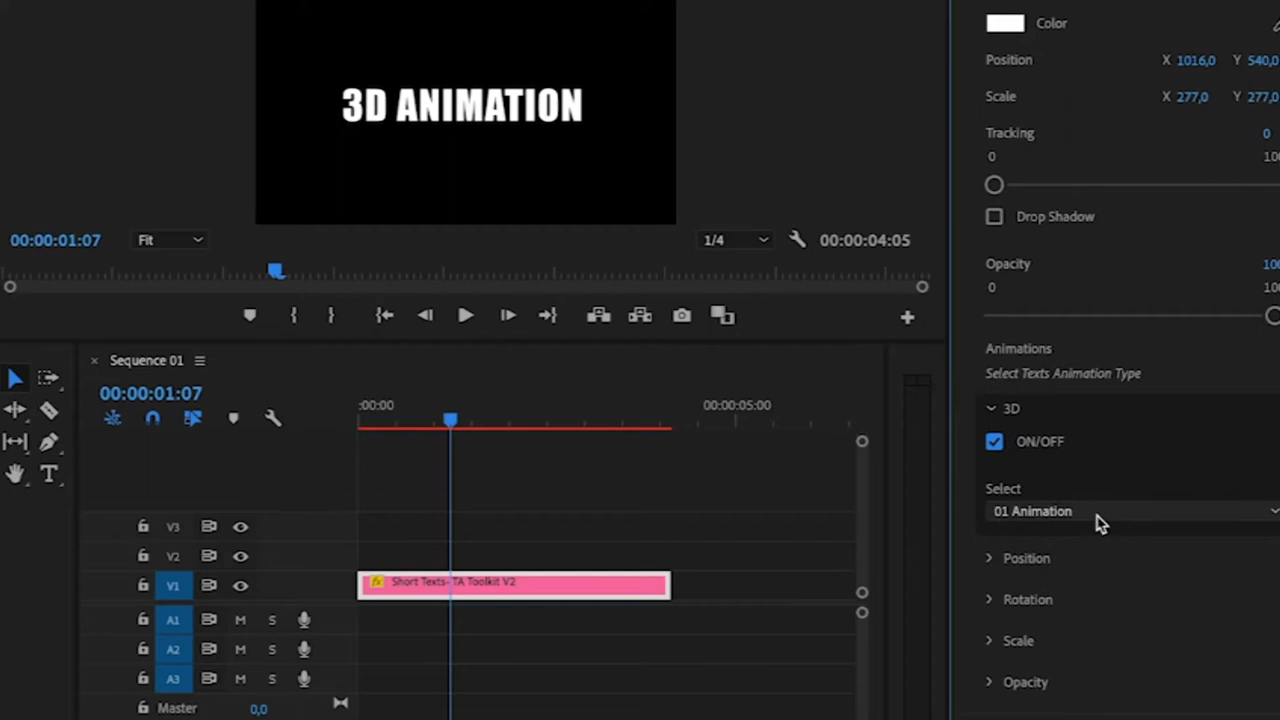 3D ANIMATION
00:00:01:07
Fit
1/4
00:00:04:05
Sequence 01
00:00:01:07
:00:00
00:00:05:00
V3
V2
V1
Short Texts- TA Toolkit V2
A1 M S
A2 M S
A3 M S
Master 0,0
Color
Position X 1016,0 Y 540,0
Scale X 277,0 Y 277,0
Tracking 0
0
Drop Shadow
Opacity
0
Animations
Select Texts Animation Type
3D
ON/OFF
Select
01 Animation
Position
Rotation
Scale
Opacity